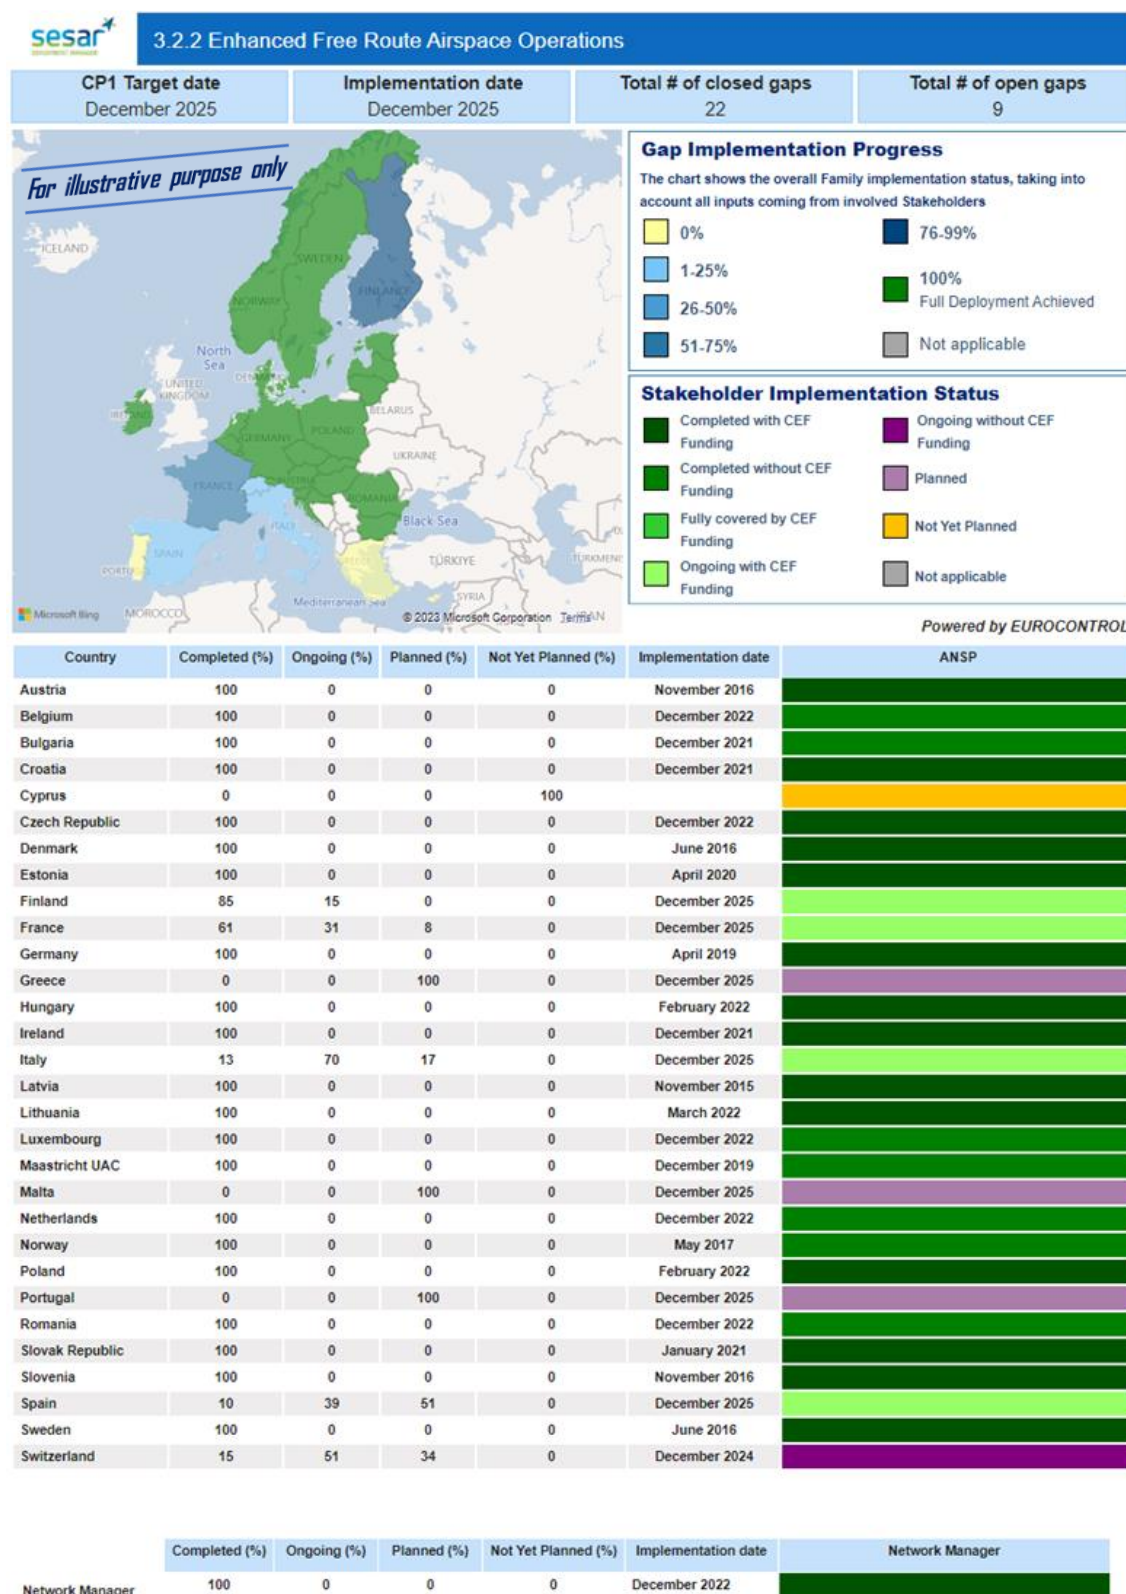 sesar
DEPLOYMENT MANAGER
3.2.2 Enhanced Free Route Airspace Operations
CP1 Target date Implementation date Total # of closed gaps Total # of open gaps
December 2025 December 2025 22 9
For illustrative purpose only
ICELAND
SWEDEN
FINLAND
NORWAY
North
Sea
UNITED
KINGDOM
BELARUS
GERMANY
POLAND
UKRAINE
FRANCE
ROMANIA
Black Sea
SPAIN
TÜRKIYE
SYRIA
Mediterranean Sea
MOROCCO
Microsoft Bing
© 2023 Microsoft Corporation Terms
Gap Implementation Progress
The chart shows the overall Family implementation status, taking into
account all inputs coming from involved Stakeholders
0% 76-99%
1-25% 100%
Full Deployment Achieved
26-50%
51-75% Not applicable
Stakeholder Implementation Status
Completed with CEF Ongoing without CEF
Funding Funding
Completed without CEF Planned
Funding
Fully covered by CEF Not Yet Planned
Funding
Ongoing with CEF Not applicable
Funding
Powered by EUROCONTROL
Country Completed (%) Ongoing (%) Planned (%) Not Yet Planned (%) Implementation date ANSP
Austria 100 0 0 0 November 2016
Belgium 100 0 0 0 December 2022
Bulgaria 100 0 0 0 December 2021
Croatia 100 0 0 0 December 2021
Cyprus 0 0 0 100
Czech Republic 100 0 0 0 December 2022
Denmark 100 0 0 0 June 2016
Estonia 100 0 0 0 April 2020
Finland 85 15 0 0 December 2025
France 61 31 8 0 December 2025
Germany 100 0 0 0 April 2019
Greece 0 0 100 0 December 2025
Hungary 100 0 0 0 February 2022
Ireland 100 0 0 0 December 2021
Italy 13 70 17 0 December 2025
Latvia 100 0 0 0 November 2015
Lithuania 100 0 0 0 March 2022
Luxembourg 100 0 0 0 December 2022
Maastricht UAC 100 0 0 0 December 2019
Malta 0 0 100 0 December 2025
Netherlands 100 0 0 0 December 2022
Norway 100 0 0 0 May 2017
Poland 100 0 0 0 February 2022
Portugal 0 0 100 0 December 2025
Romania 100 0 0 0 December 2022
Slovak Republic 100 0 0 0 January 2021
Slovenia 100 0 0 0 November 2016
Spain 10 39 51 0 December 2025
Sweden 100 0 0 0 June 2016
Switzerland 15 51 34 0 December 2024
Completed (%) Ongoing (%) Planned (%) Not Yet Planned (%) Implementation date Network Manager
Network Manager 100 0 0 0 December 2022